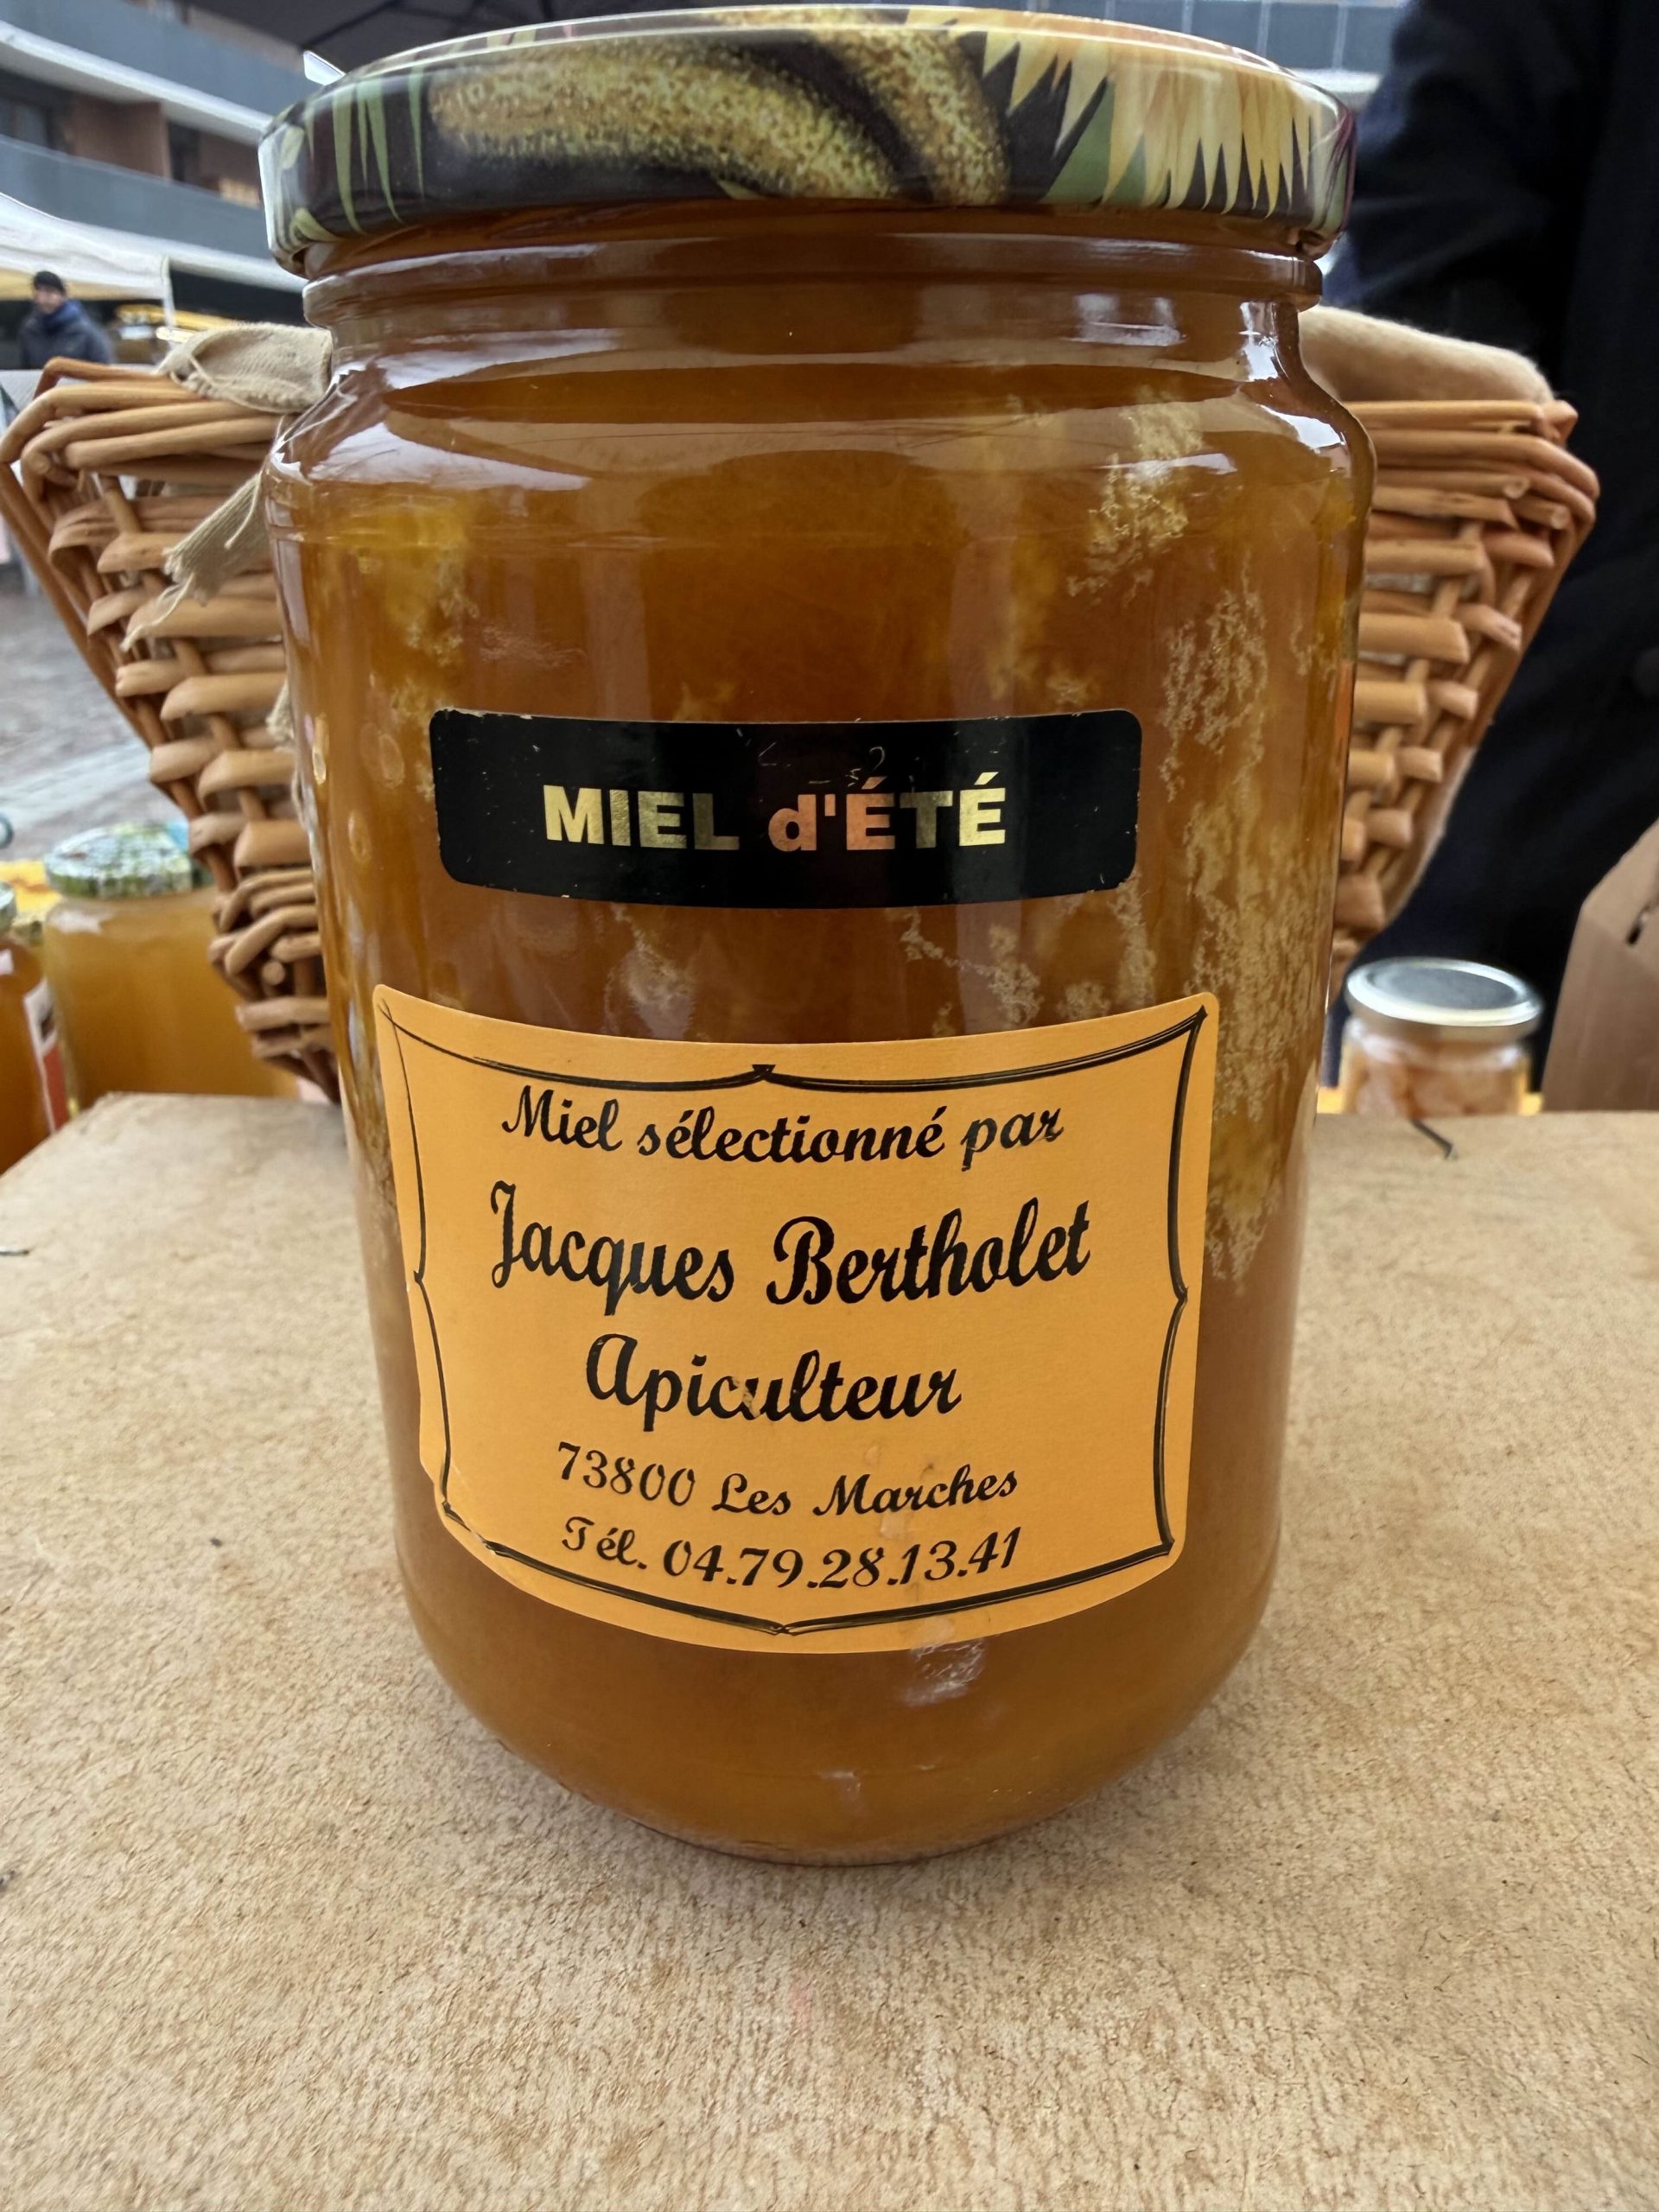 MIEL d'ÉTÉ
Miel sélectionné par
Jacques Bertholet
Apiculteur
73800 Les Marches
Tél. 04.79.28.13.41